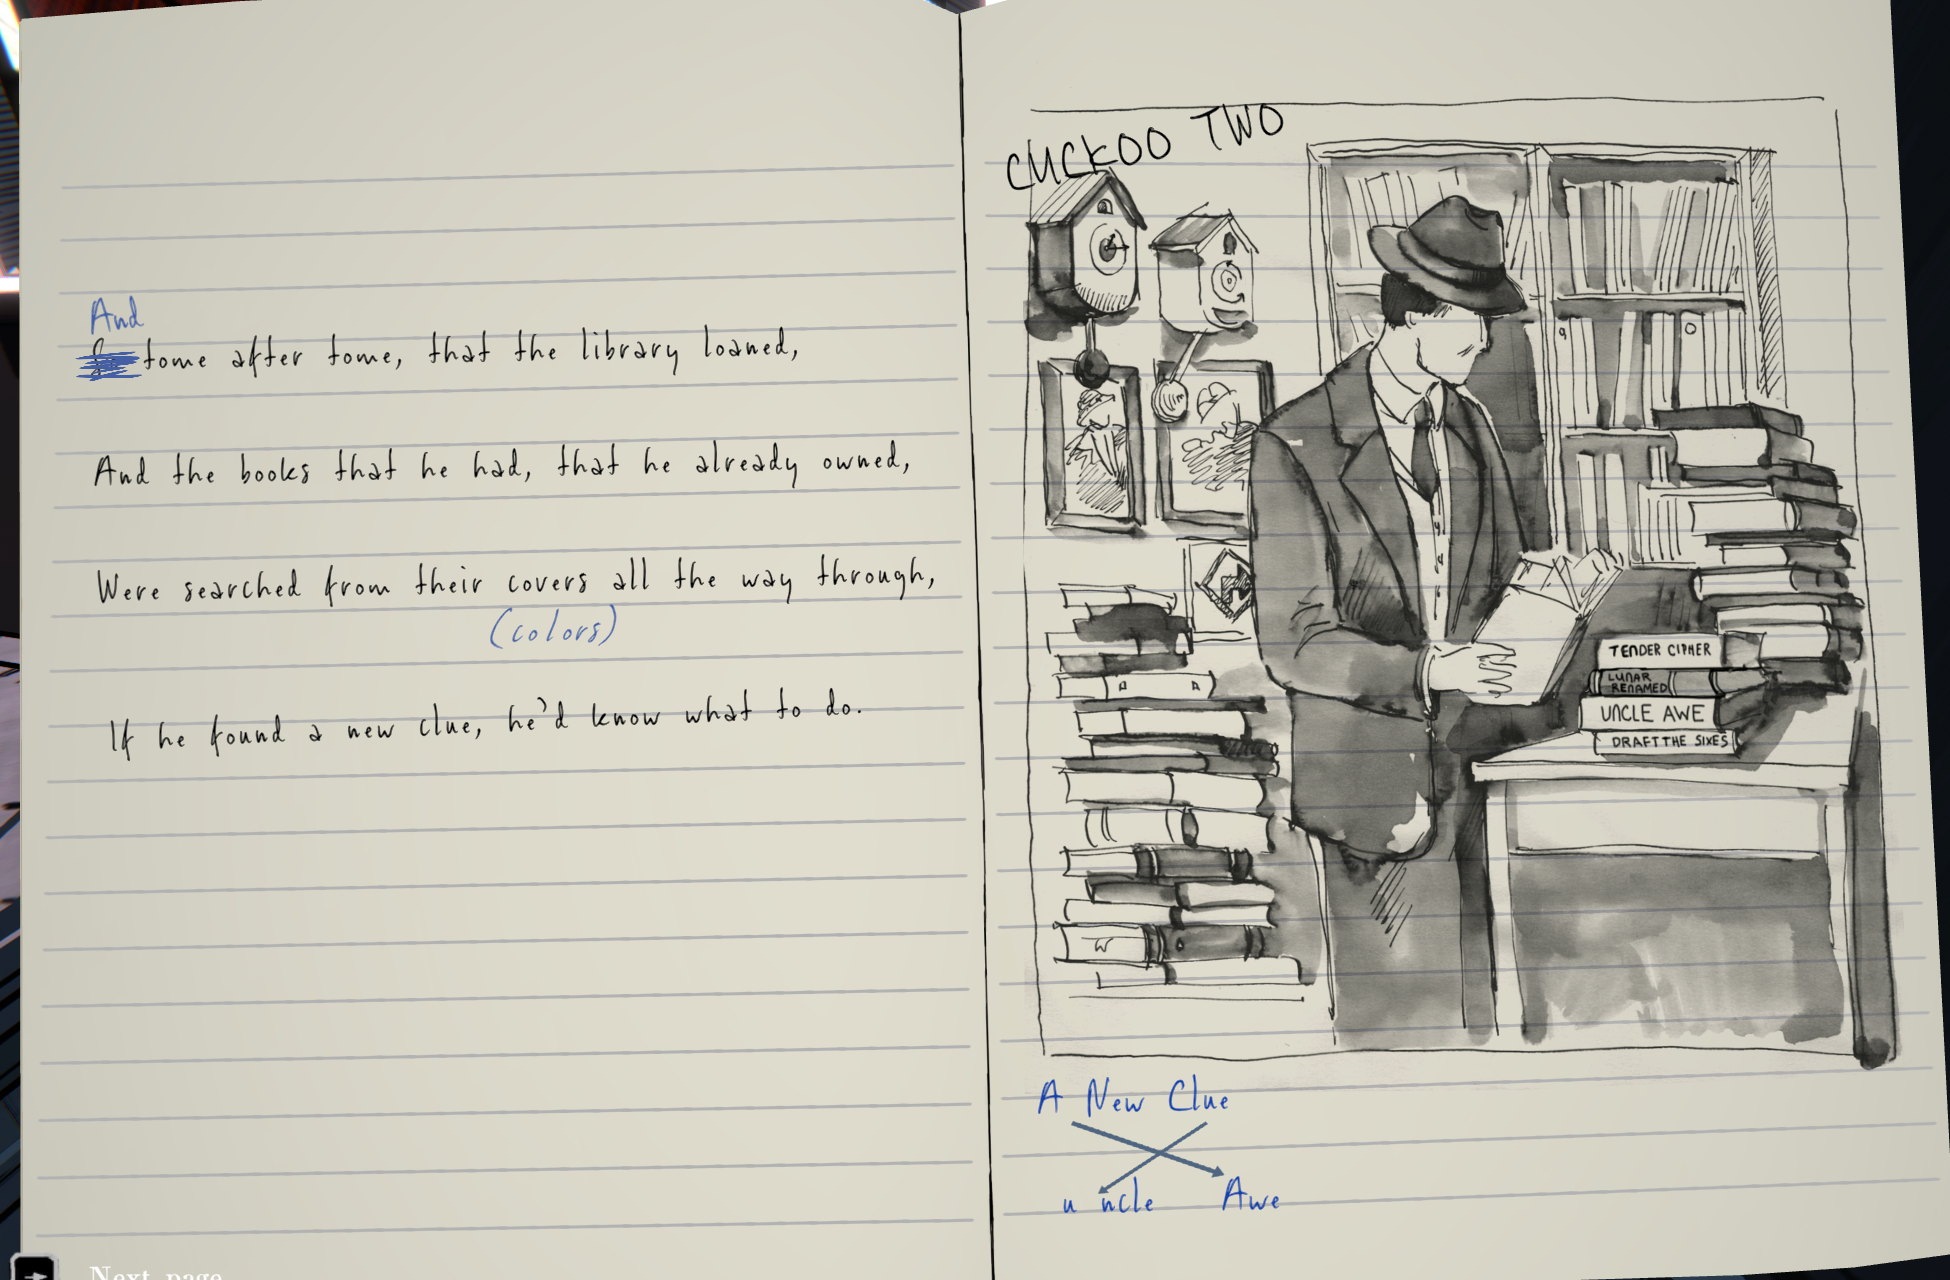 And
tome after tome, that the library loaned,
And the books that he had, that he already owned,
Were searched from their covers all the way through,
(colors)
If he found a new clue, he'd know what to do.
Next page
CUCKOO TWO
TENDER CIPHER
LUNAR
RENAMED
UNCLE AWE
DRAFT THE SIXES
W
A New Clue
uncle Awe